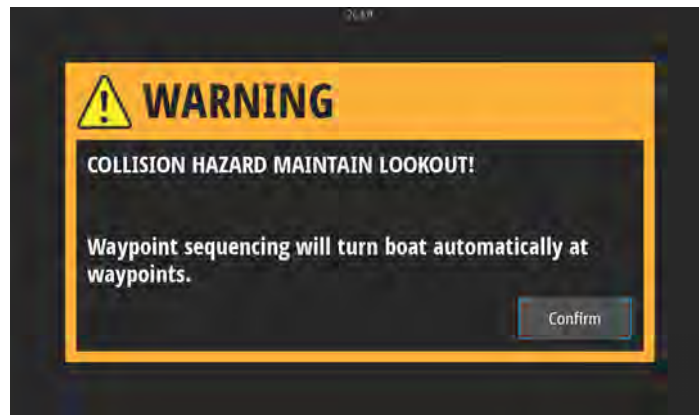 WARNING
COLLISION HAZARD MAINTAIN LOOKOUT!
Waypoint sequencing will turn boat automatically at
waypoints.
Confirm